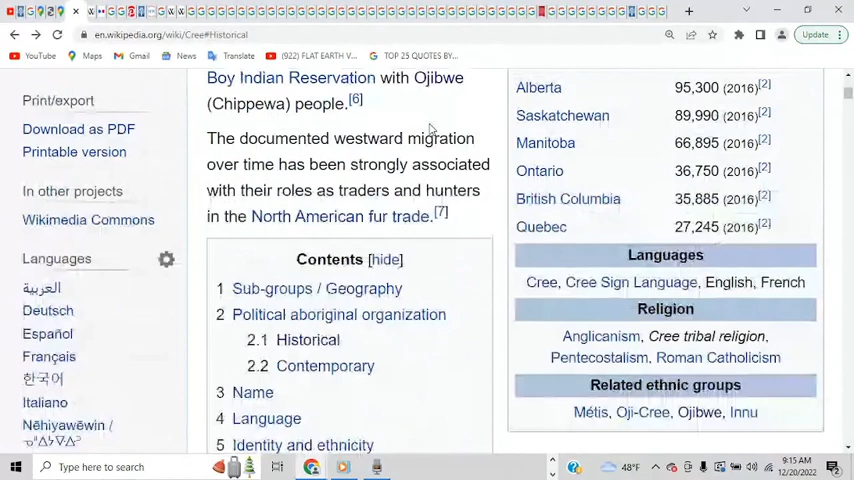 en.wikipedia.org/wiki/Cree#Historical
Update
YouTube
Maps
Gmail
News
Translate
(922) FLAT EARTH V...
TOP 25 QUOTES BY...
Print/export
Download as PDF
Printable version
In other projects
Wikimedia Commons
Languages
العربية
Deutsch
Español
Français
한국어
Italiano
Nēhiyawēwin /
Boy Indian Reservation with Ojibwe
(Chippewa) people.[6]
The documented westward migration
over time has been strongly associated
with their roles as traders and hunters
in the North American fur trade.[7]
Contents [hide]
1 Sub-groups / Geography
2 Political aboriginal organization
2.1 Historical
2.2 Contemporary
3 Name
4 Language
5 Identity and ethnicity
Alberta 95,300 (2016)[2]
Saskatchewan 89,990 (2016)[2]
Manitoba 66,895 (2016)[2]
Ontario 36,750 (2016)[2]
British Columbia 35,885 (2016)[2]
Quebec 27,245 (2016)[2]
Languages
Cree, Cree Sign Language, English, French
Religion
Anglicanism, Cree tribal religion,
Pentecostalism, Roman Catholicism
Related ethnic groups
Métis, Oji-Cree, Ojibwe, Innu
Type here to search
48°F
9:15 AM
12/20/2022